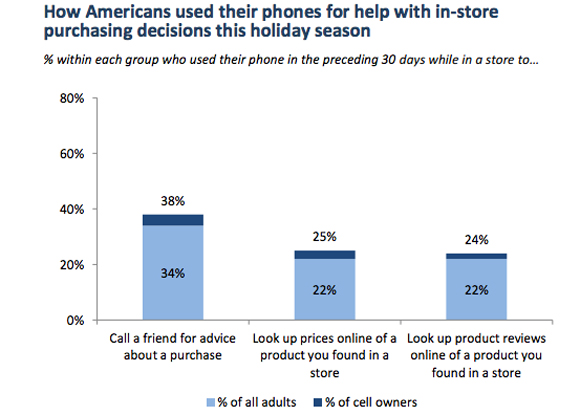 How Americans used their phones for help with in-store
purchasing decisions this holiday season
% within each group who used their phone in the preceding 30 days while in a store to…
80%
60%
40%
20%
0%
38%
34%
25%
22%
24%
22%
Call a friend for advice
about a purchase
Look up prices online of a
product you found in a
store
Look up product reviews
online of a product you
found in a store
% of all adults
% of cell owners